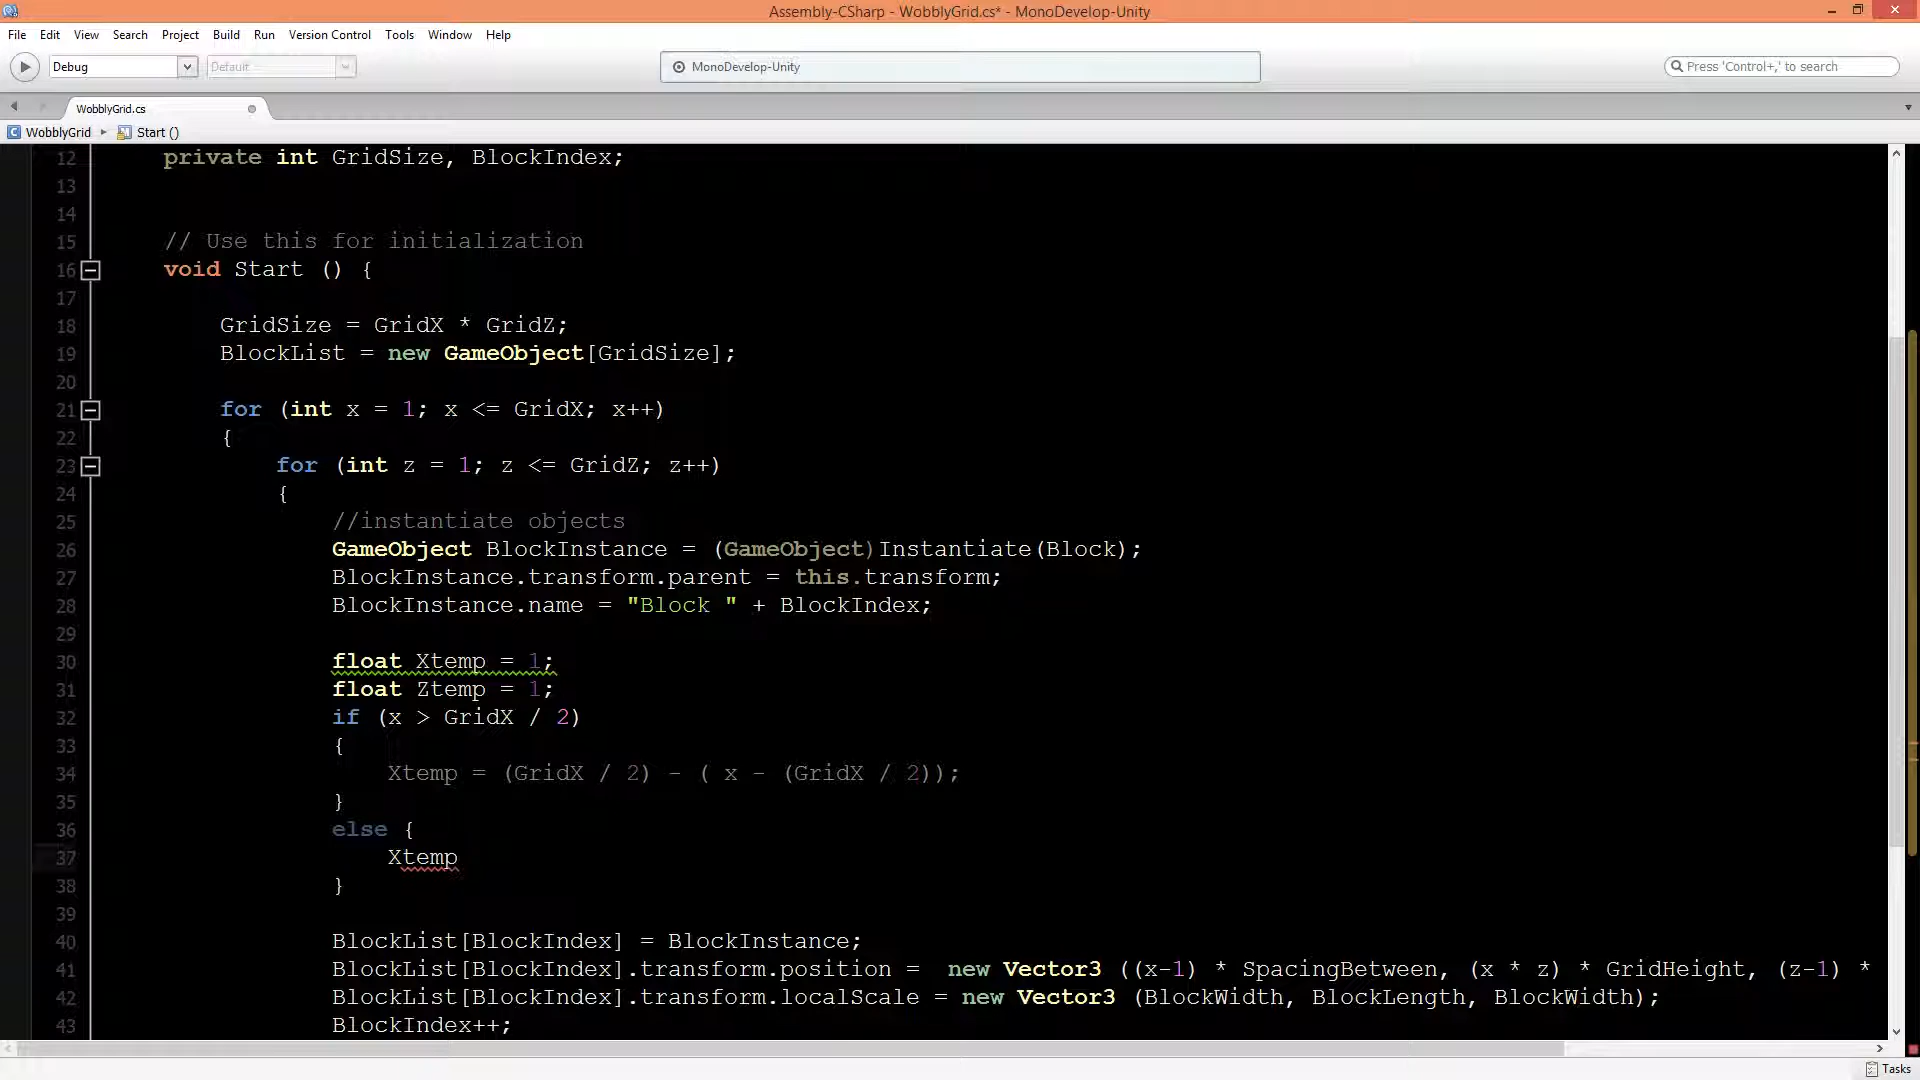 Assembly-CSharp - WobblyGrid.cs* - MonoDevelop-Unity
File Edit View Search Project Build Run Version Control Tools Window Help
Debug Default MonoDevelop-Unity Press 'Control+,' to search
WobblyGrid.cs
WobblyGrid Start ()
12 private int GridSize, BlockIndex;
13
14
15 // Use this for initialization
16 void Start () {
17
18 GridSize = GridX * GridZ;
19 BlockList = new GameObject[GridSize];
20
21 for (int x = 1; x <= GridX; x++)
22 {
23 for (int z = 1; z <= GridZ; z++)
24 {
25 //instantiate objects
26 GameObject BlockInstance = (GameObject)Instantiate(Block);
27 BlockInstance.transform.parent = this.transform;
28 BlockInstance.name = "Block " + BlockIndex;
29
30 float Xtemp = 1;
31 float Ztemp = 1;
32 if (x > GridX / 2)
33 {
34 Xtemp = (GridX / 2) - ( x - (GridX / 2));
35 }
36 else {
37 Xtemp
38 }
39
40 BlockList[BlockIndex] = BlockInstance;
41 BlockList[BlockIndex].transform.position =  new Vector3 ((x-1) * SpacingBetween, (x * z) * GridHeight, (z-1) *
42 BlockList[BlockIndex].transform.localScale = new Vector3 (BlockWidth, BlockLength, BlockWidth);
43 BlockIndex++;
Tasks